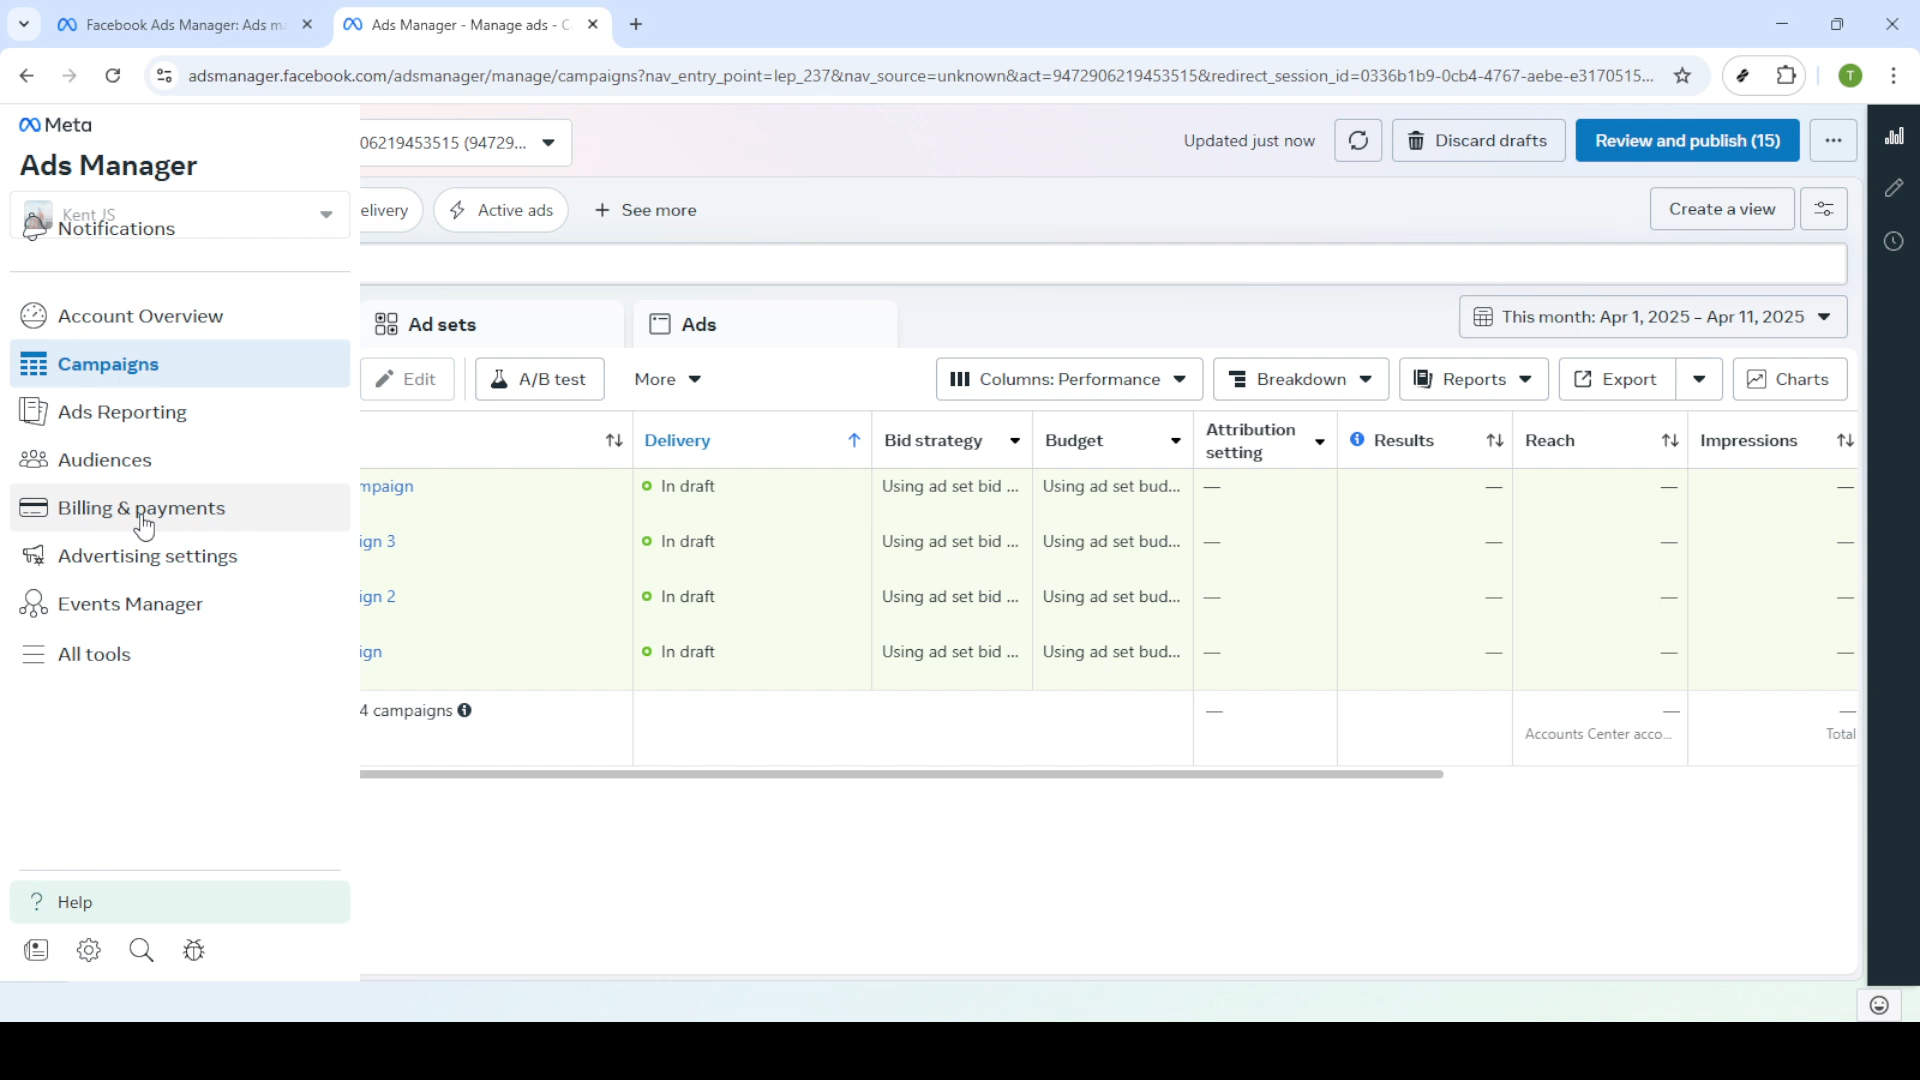 Facebook Ads Manager: Ads ma
Ads Manager - Manage ads - C
adsmanager.facebook.com/adsmanager/manage/campaigns?nav_entry_point=lep_237&nav_source=unknown&act=9472906219453515&redirect_session_id=0336b1b9-0cb4-4767-aebe-e3170515...
T
Meta
Ads Manager
Kent JS
Notifications
Account Overview
Campaigns
Ads Reporting
Audiences
Billing & payments
Advertising settings
Events Manager
All tools
Help
06219453515 (94729...
Updated just now
Discard drafts
Review and publish (15)
elivery
Active ads
+ See more
Create a view
Ad sets
Ads
This month: Apr 1, 2025 – Apr 11, 2025
Edit
A/B test
More
Columns: Performance
Breakdown
Reports
Export
Charts
Delivery
Bid strategy
Budget
Attribution
setting
Results
Reach
Impressions
mpaign In draft Using ad set bid ... Using ad set bud... — — — —
ign 3 In draft Using ad set bid ... Using ad set bud... — — — —
ign 2 In draft Using ad set bid ... Using ad set bud... — — — —
ign In draft Using ad set bid ... Using ad set bud... — — — —
4 campaigns — — —
Accounts Center acco... Total